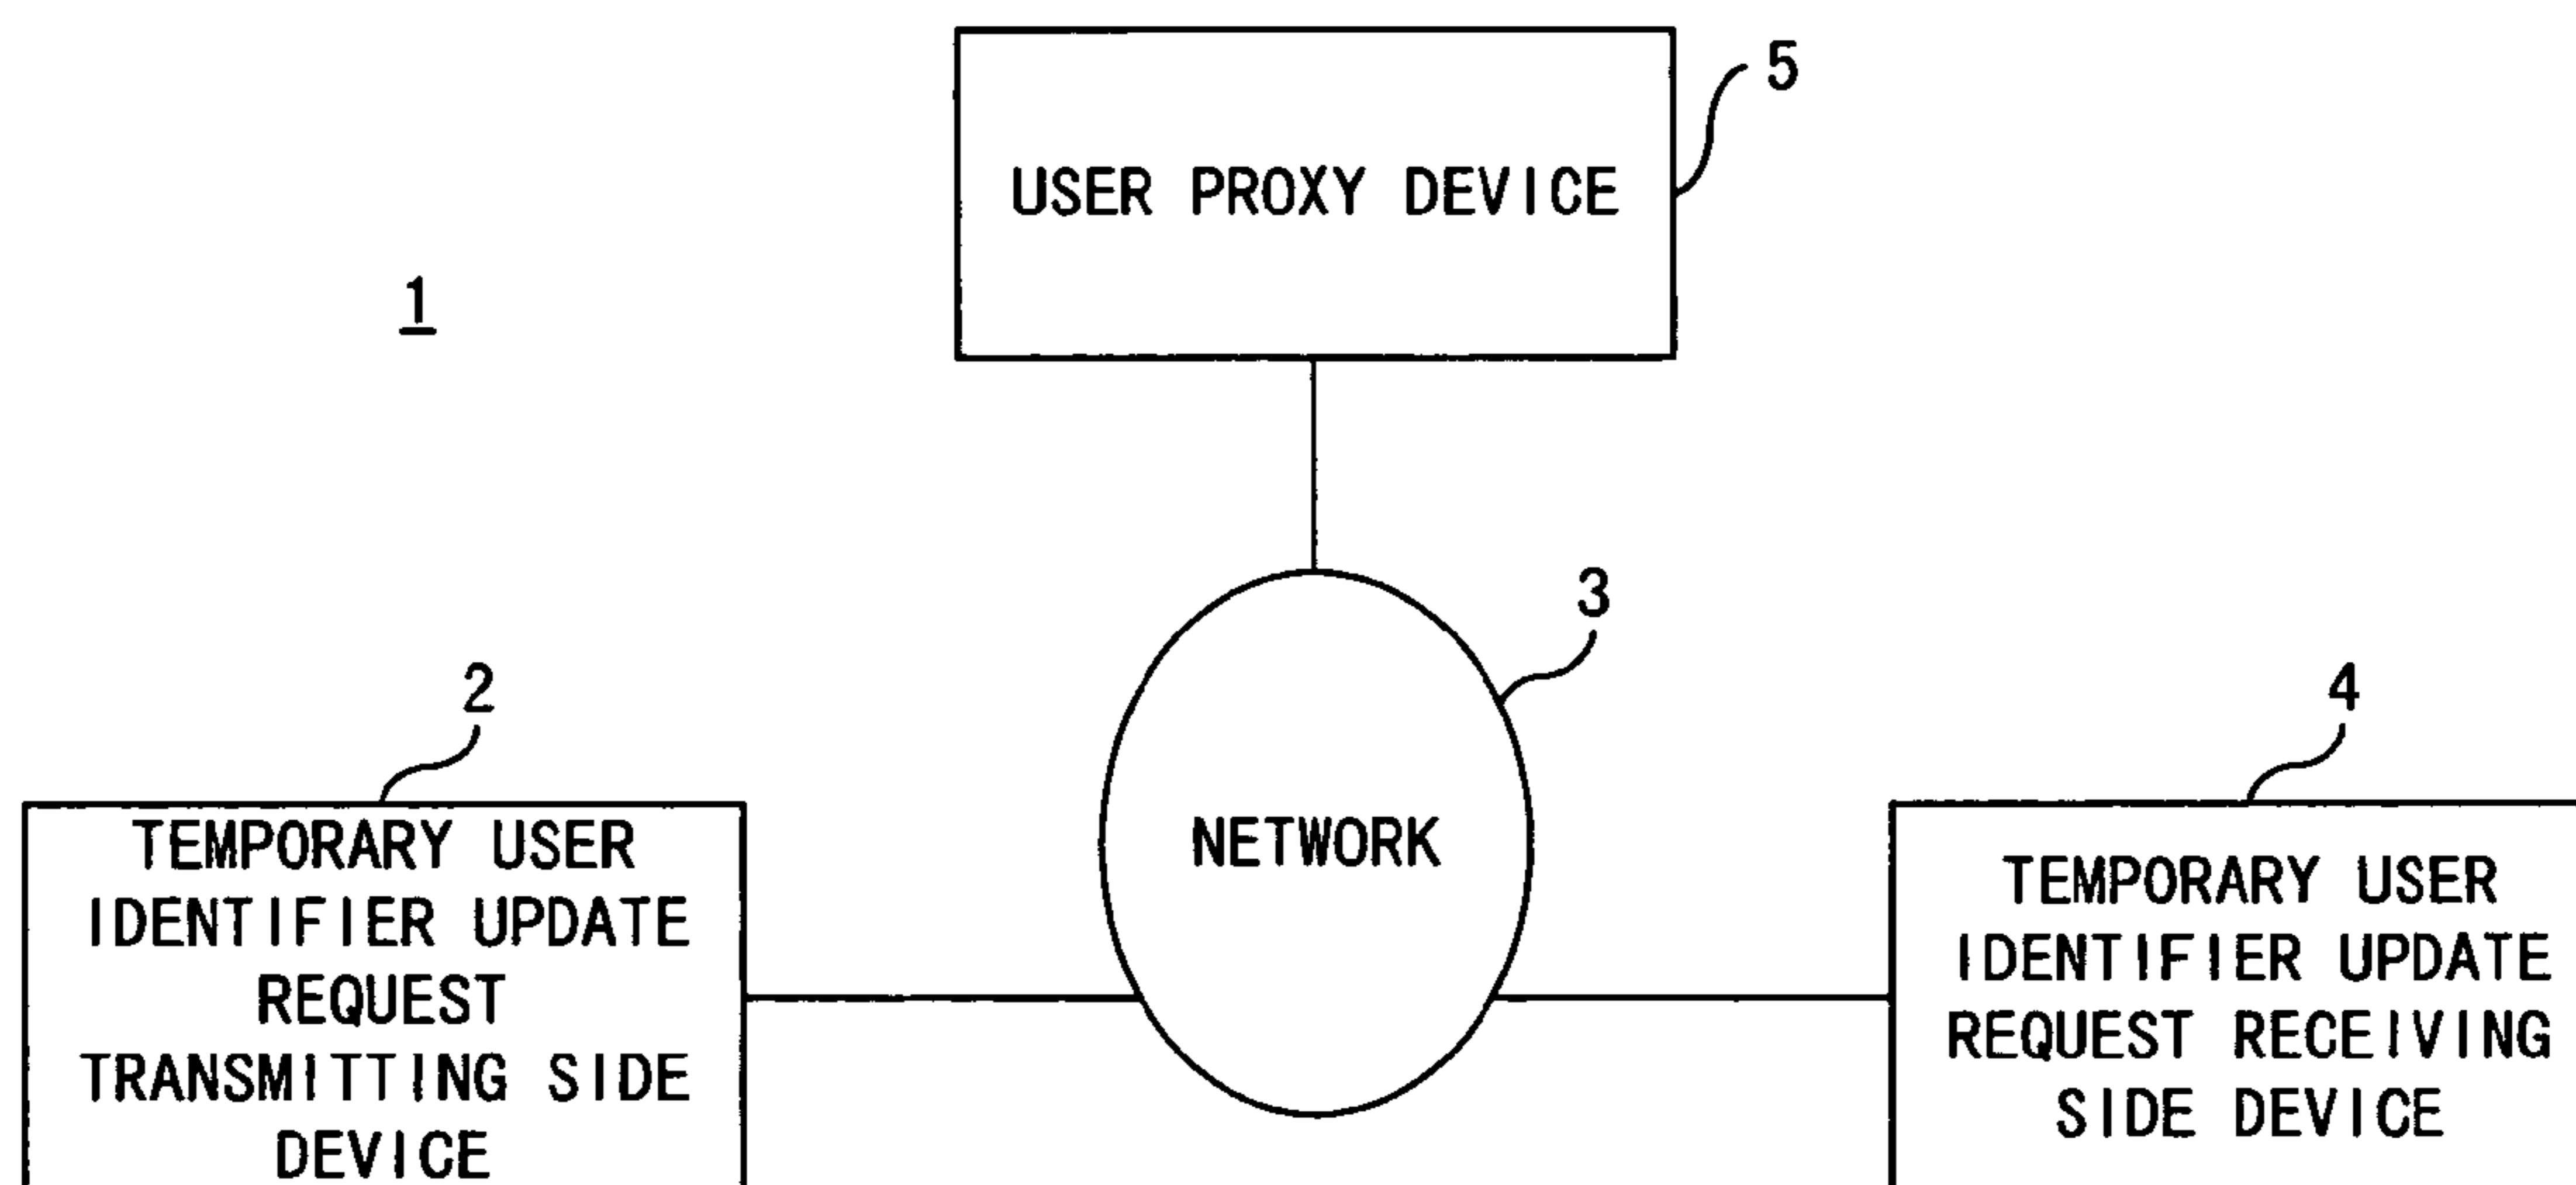 5
USER PROXY DEVICE
1
3
2
4
TEMPORARY USER
IDENTIFIER UPDATE
REQUEST
TRANSMITTING SIDE
DEVICE
NETWORK
TEMPORARY USER
IDENTIFIER UPDATE
REQUEST RECEIVING
SIDE DEVICE